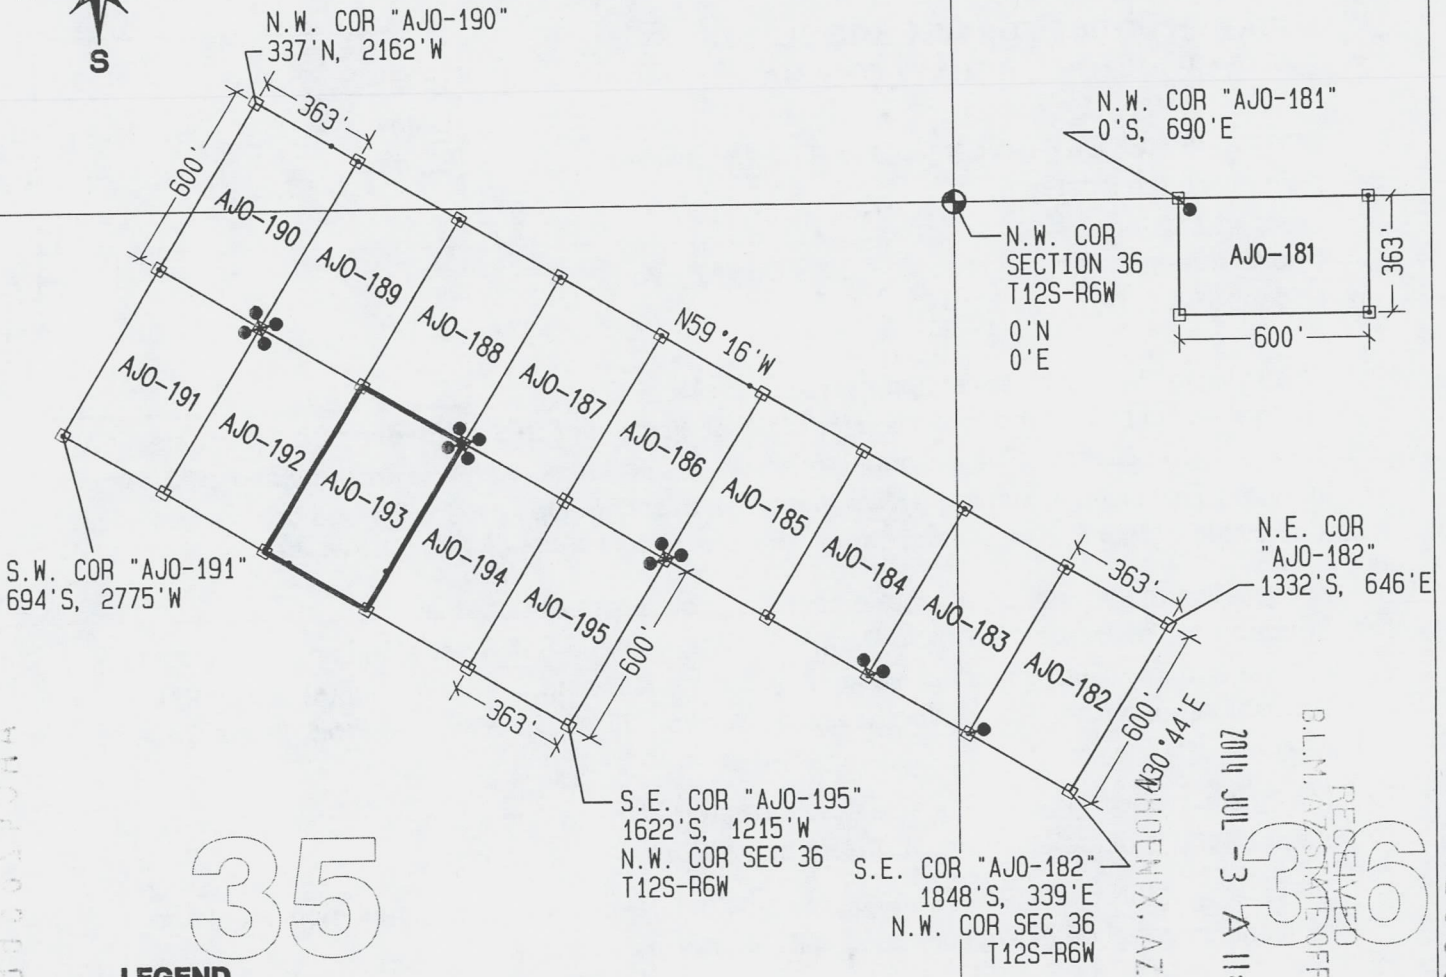 S
N.W. COR "AJO-190"
337'N, 2162'W
363'
600'
AJO-190
AJO-189
AJO-188
AJO-187
AJO-186
AJO-185
AJO-184
AJO-183
AJO-182
N59°16'W
AJO-191
AJO-192
AJO-193
AJO-194
AJO-195
S.W. COR "AJO-191"
694'S, 2775'W
600'
363'
N.W. COR "AJO-181"
0'S, 690'E
AJO-181
363'
600'
N.W. COR
SECTION 36
T12S-R6W
0'N
0'E
N.E. COR
"AJO-182"
1332'S, 646'E
363'
600'
N30°44'E
S.E. COR "AJO-195"
1622'S, 1215'W
N.W. COR SEC 36
T12S-R6W
S.E. COR "AJO-182"
1848'S, 339'E
N.W. COR SEC 36
T12S-R6W
35
36
RECEIVED
B.L.M. AZ STATE OFF
2014 JUL -3 A 11:
PHOENIX, AZ
LEGEND